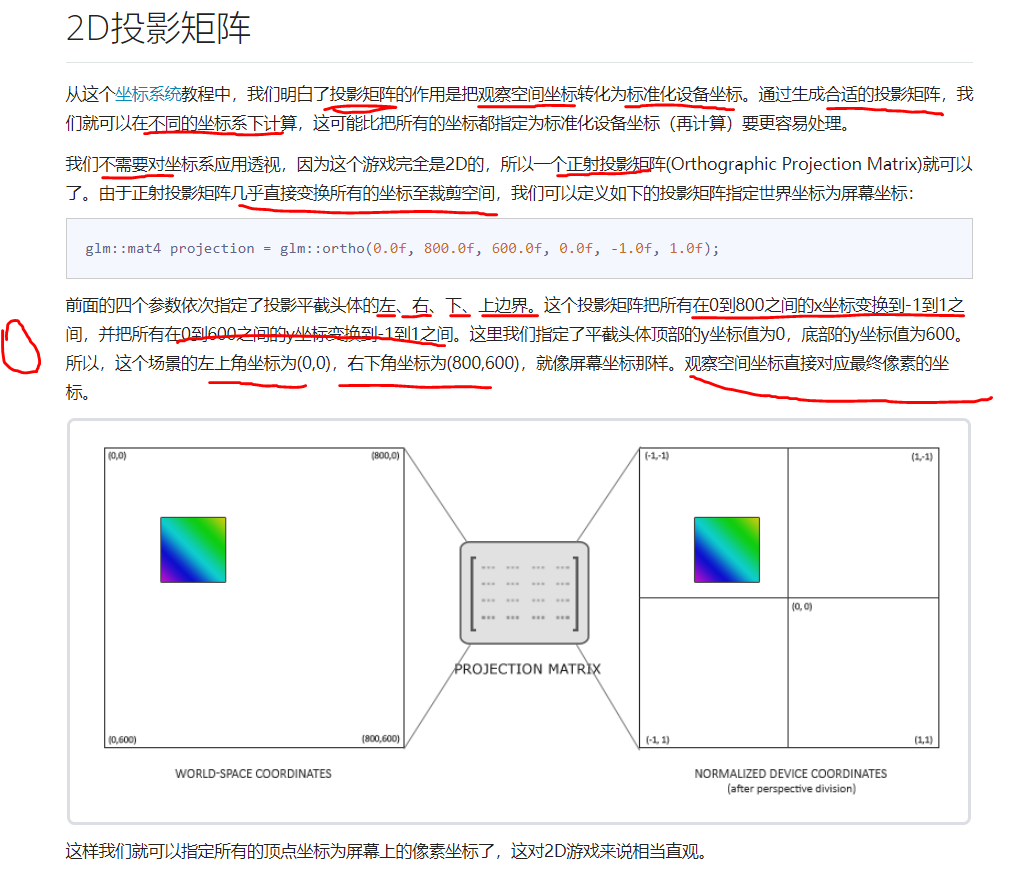 2D投影矩阵
从这个坐标系统教程中，我们明白了投影矩阵的作用是把观察空间坐标转化为标准化设备坐标。通过生成合适的投影矩阵，我
们就可以在不同的坐标系下计算，这可能比把所有的坐标都指定为标准化设备坐标（再计算）要更容易处理。
我们不需要对坐标系应用透视，因为这个游戏完全是2D的，所以一个正射投影矩阵(Orthographic Projection Matrix)就可以
了。由于正射投影矩阵几乎直接变换所有的坐标至裁剪空间，我们可以定义如下的投影矩阵指定世界坐标为屏幕坐标：
glm::mat4 projection = glm::ortho(0.0f, 800.0f, 600.0f, 0.0f, -1.0f, 1.0f);
前面的四个参数依次指定了投影平截头体的左、右、下、上边界。这个投影矩阵把所有在0到800之间的x坐标变换到-1到1之
间，并把所有在0到600之间的y坐标变换到-1到1之间。这里我们指定了平截头体顶部的y坐标值为0，底部的y坐标值为600。
所以，这个场景的左上角坐标为(0,0)，右下角坐标为(800,600)，就像屏幕坐标那样。观察空间坐标直接对应最终像素的坐
标。
(0,0)
(800,0)
(0,600)
(800,600)
WORLD-SPACE COORDINATES
PROJECTION MATRIX
(-1,-1)
(1,-1)
(0, 0)
(-1, 1)
(1,1)
NORMALIZED DEVICE COORDINATES
(after perspective division)
这样我们就可以指定所有的顶点坐标为屏幕上的像素坐标了，这对2D游戏来说相当直观。